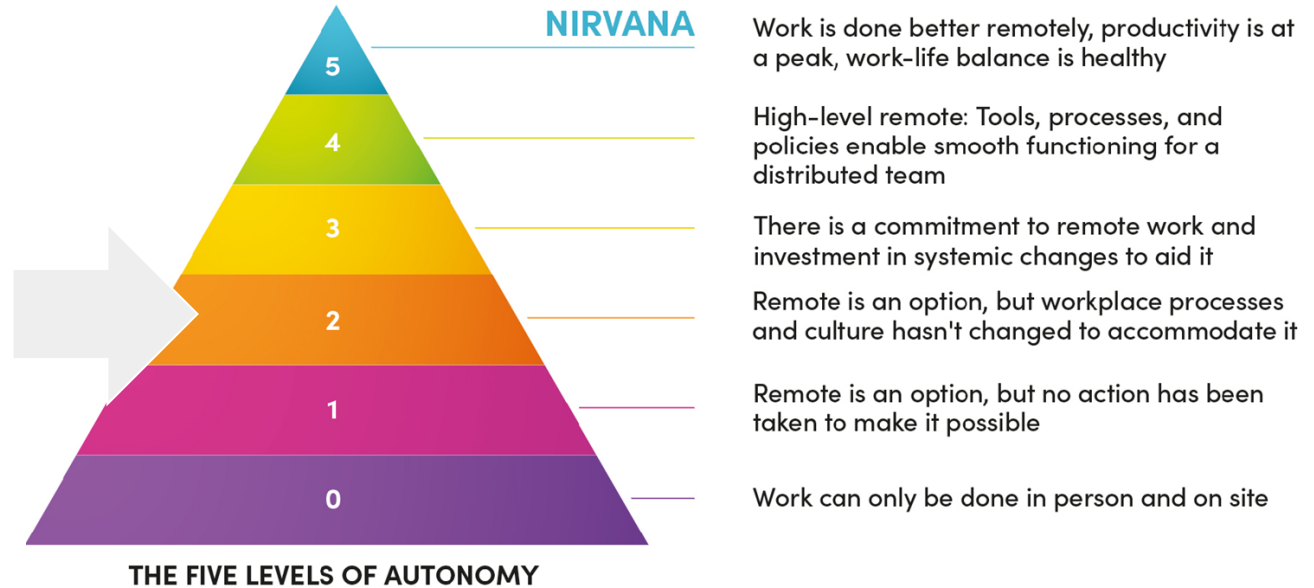 NIRVANA
5
Work is done better remotely, productivity is at
a peak, work-life balance is healthy
4
High-level remote: Tools, processes, and
policies enable smooth functioning for a
distributed team
3
There is a commitment to remote work and
investment in systemic changes to aid it
2
Remote is an option, but workplace processes
and culture hasn't changed to accommodate it
1
Remote is an option, but no action has been
taken to make it possible
0
Work can only be done in person and on site
THE FIVE LEVELS OF AUTONOMY